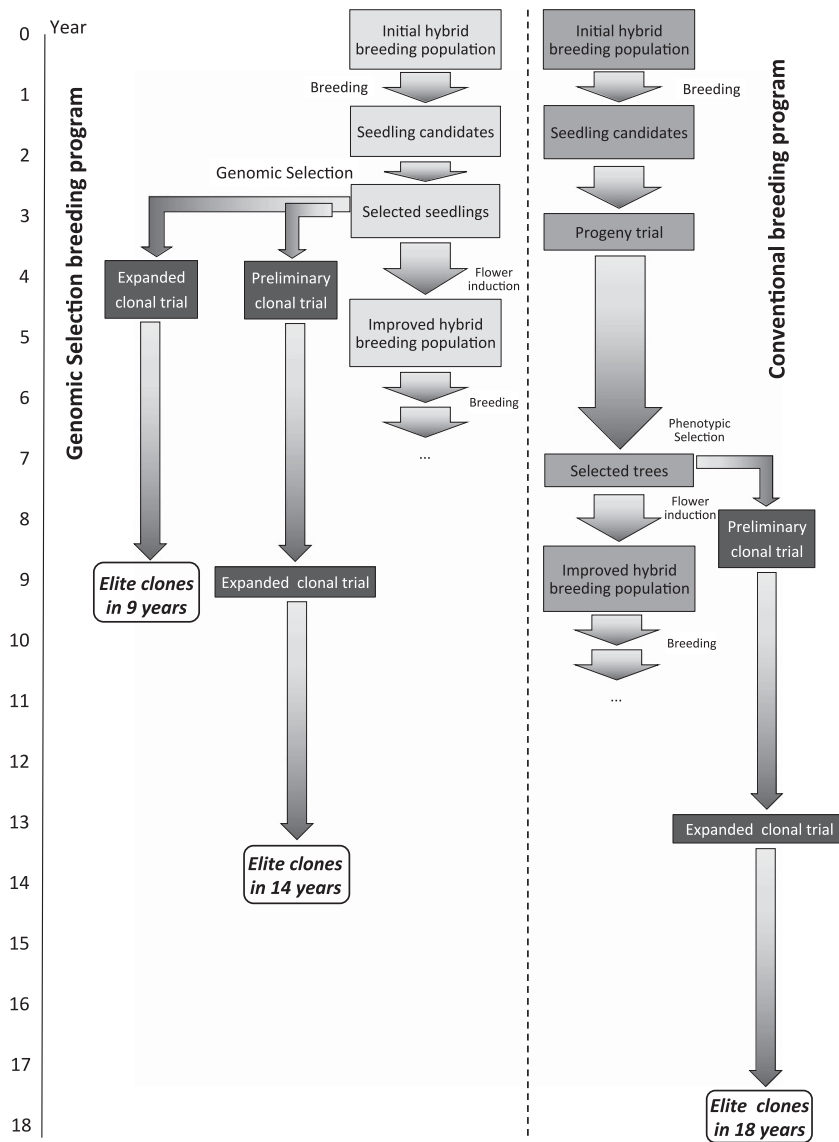 Year
0
1
2
3
4
5
6
7
8
9
10
11
12
13
14
15
16
17
18
Genomic Selection breeding program
Initial hybrid
breeding population
Breeding
Seedling candidates
Genomic Selection
Selected seedlings
Expanded
clonal trial
Preliminary
clonal trial
Flower
induction
Improved hybrid
breeding population
Breeding
...
Elite clones
in 9 years
Expanded clonal trial
Elite clones
in 14 years
Initial hybrid
breeding population
Breeding
Seedling candidates
Progeny trial
Conventional breeding program
Phenotypic
Selection
Selected trees
Flower
induction
Preliminary
clonal trial
Improved hybrid
breeding population
Breeding
...
Expanded clonal trial
Elite clones
in 18 years